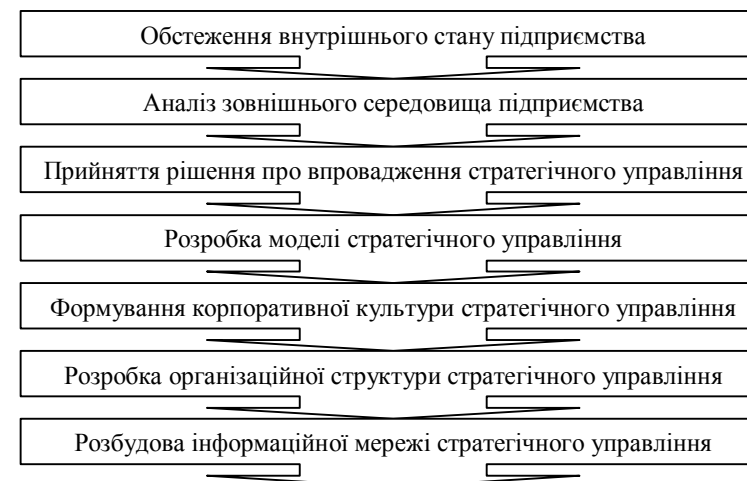 Обстеження внутрішнього стану підприємства
Аналіз зовнішнього середовища підприємства
Прийняття рішення про впровадження стратегічного управління
Розробка моделі стратегічного управління
Формування корпоративної культури стратегічного управління
Розробка організаційної структури стратегічного управління
Розбудова інформаційної мережі стратегічного управління